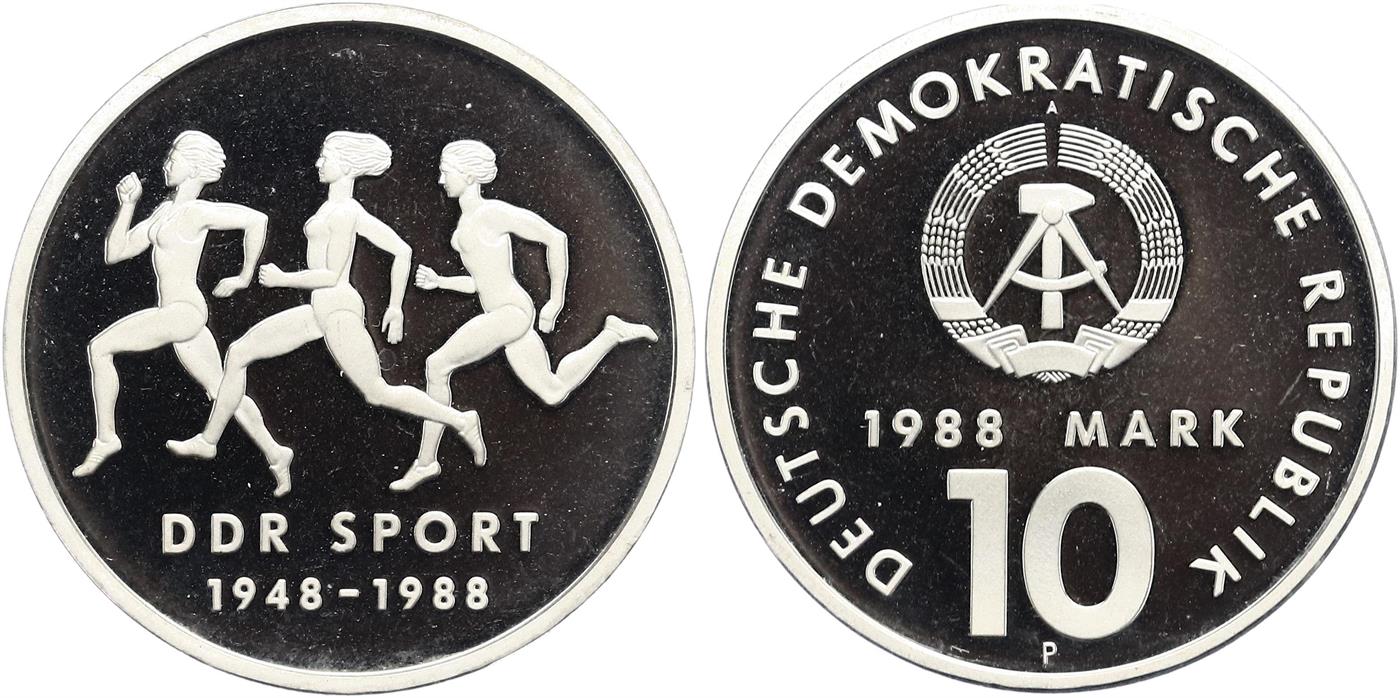 DDR SPORT
1948-1988
DEUTSCHE DEMOKRATISCHE REPUBLIK
A
1988 MARK
10
P